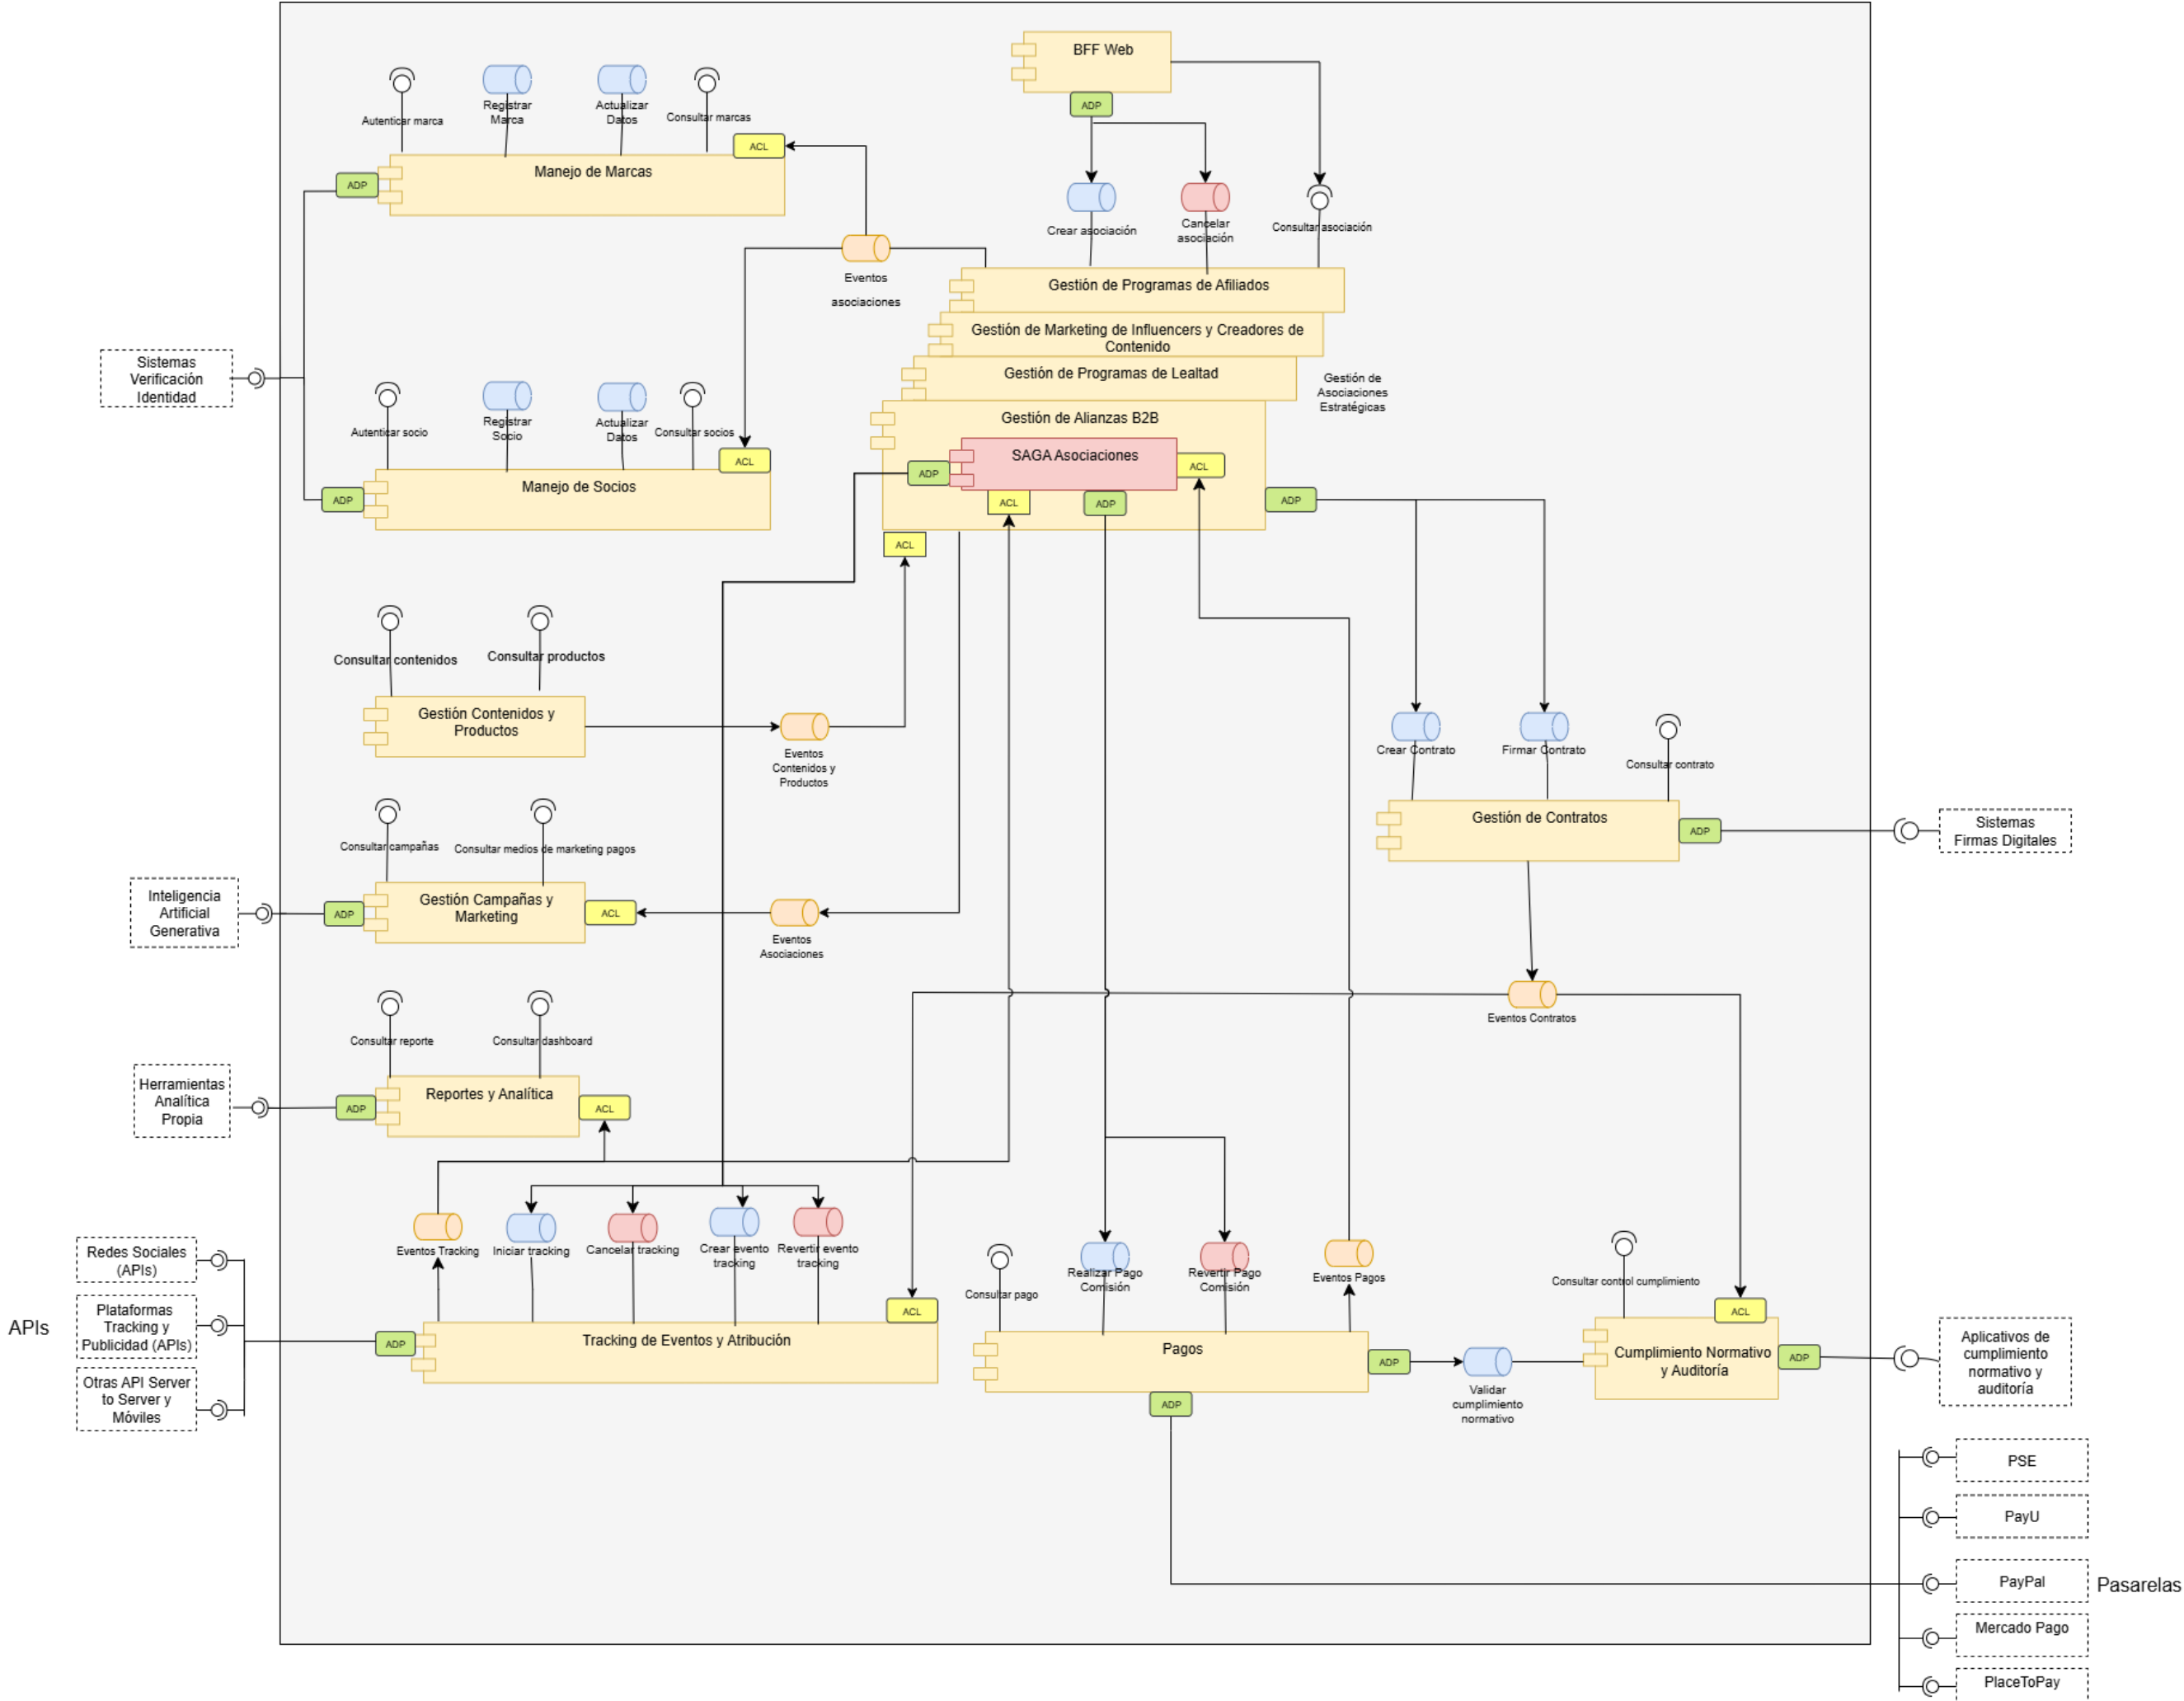 BFF Web
ADP
Autenticar marca
Registrar
Marca
Actualizar
Datos
Consultar marcas
ACL
ADP
Manejo de Marcas
Crear asociación
Cancelar
asociación
Consultar asociación
Eventos
asociaciones
Gestión de Programas de Afiliados
Gestión de Marketing de Influencers y Creadores de
Contenido
Gestión de Programas de Lealtad
Gestión de
Asociaciones
Estratégicas
Gestión de Alianzas B2B
SAGA Asociaciones
ADP
ACL
ACL
ADP
ADP
ACL
Sistemas
Verificación
Identidad
Autenticar socio
Registrar
Socio
Actualizar
Datos
Consultar socios
ACL
ADP
Manejo de Socios
Consultar contenidos
Consultar productos
Gestión Contenidos y
Productos
Eventos
Contenidos y
Productos
Crear Contrato
Firmar Contrato
Consultar contrato
Gestión de Contratos
ADP
Sistemas
Firmas Digitales
Consultar campañas
Consultar medios de marketing pagos
Inteligencia
Artificial
Generativa
ADP
Gestión Campañas y
Marketing
ACL
Eventos
Asociaciones
Eventos Contratos
Consultar reporte
Consultar dashboard
Herramientas
Analítica
Propia
ADP
Reportes y Analítica
ACL
Eventos Tracking
Iniciar tracking
Cancelar tracking
Crear evento
tracking
Revertir evento
tracking
Consultar pago
Realizar Pago
Comisión
Revertir Pago
Comisión
Eventos Pagos
Consultar control cumplimiento
APIs
Redes Sociales
(APIs)
Plataformas
Tracking y
Publicidad (APIs)
Otras API Server
to Server y
Móviles
ADP
Tracking de Eventos y Atribución
ACL
Pagos
ADP
ADP
Validar
cumplimiento
normativo
ACL
Cumplimiento Normativo
y Auditoría
ADP
Aplicativos de
cumplimiento
normativo y
auditoría
PSE
PayU
PayPal
Pasarelas
Mercado Pago
PlaceToPay